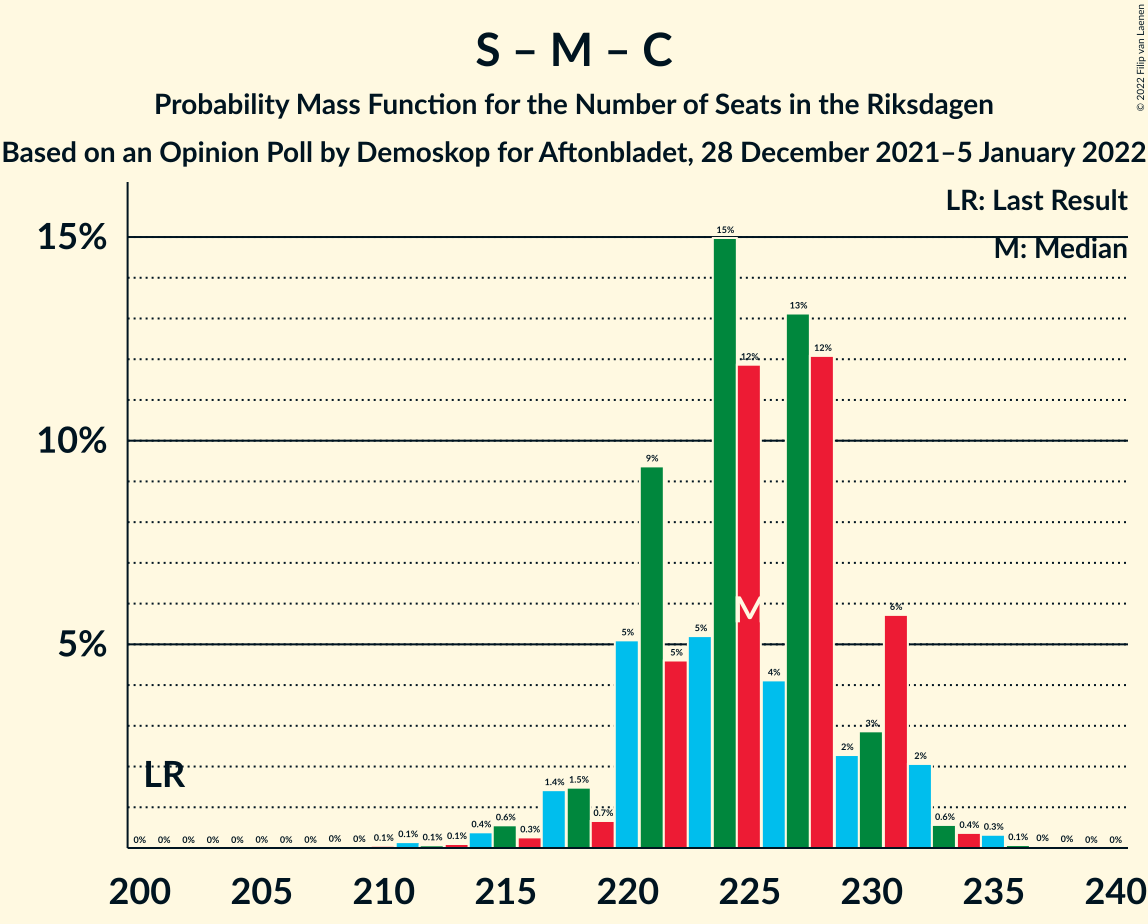 S – M – C
Probability Mass Function for the Number of Seats in the Riksdagen
Based on an Opinion Poll by Demoskop for Aftonbladet, 28 December 2021–5 January 2022
© 2022 Filip van Laenen
LR: Last Result
M: Median
15%
10%
5%
LR
M
0% 0% 0% 0% 0% 0% 0% 0% 0% 0% 0.1% 0.1% 0.1% 0.1% 0.4% 0.6% 0.3% 1.4% 1.5% 0.7% 5% 9% 5% 5% 15% 12% 4% 13% 12% 2% 3% 6% 2% 0.6% 0.4% 0.3% 0.1% 0% 0% 0% 0%
200 205 210 215 220 225 230 235 240